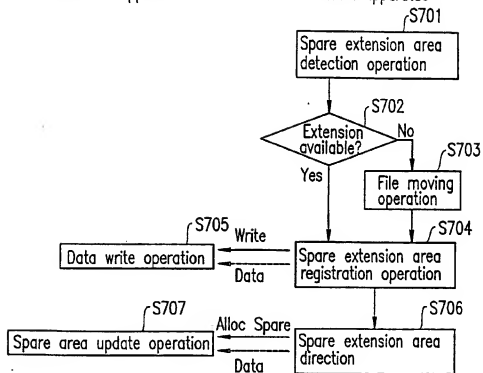 S701
Spare extension area
detection operation
S702
Extension
available?
No
Yes
S703
File moving
operation
S705
Write
S704
Data write operation
Data
Spare extension area
registration operation
S707
Alloc Spare
S706
Spare area update operation
Data
Spare extension area
direction